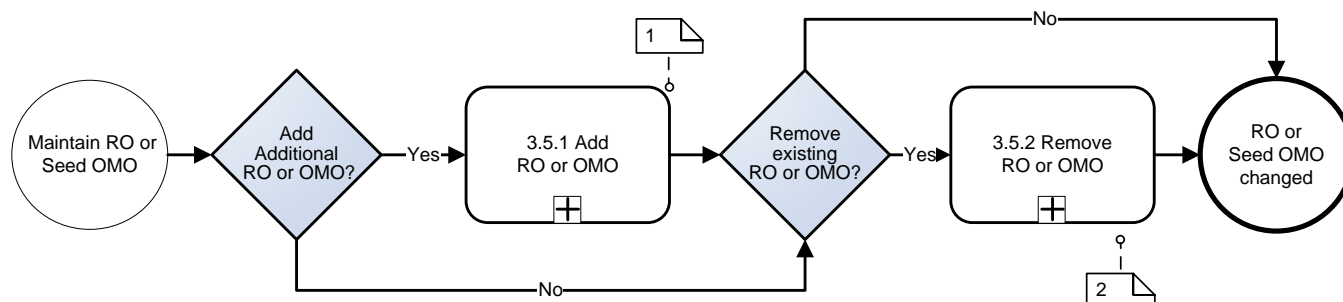 No
1
Maintain RO or
Seed OMO
Add
Additional
RO or OMO?
Yes
3.5.1 Add
RO or OMO
Remove
existing
RO or OMO?
Yes
3.5.2 Remove
RO or OMO
RO or
Seed OMO
changed
No
2